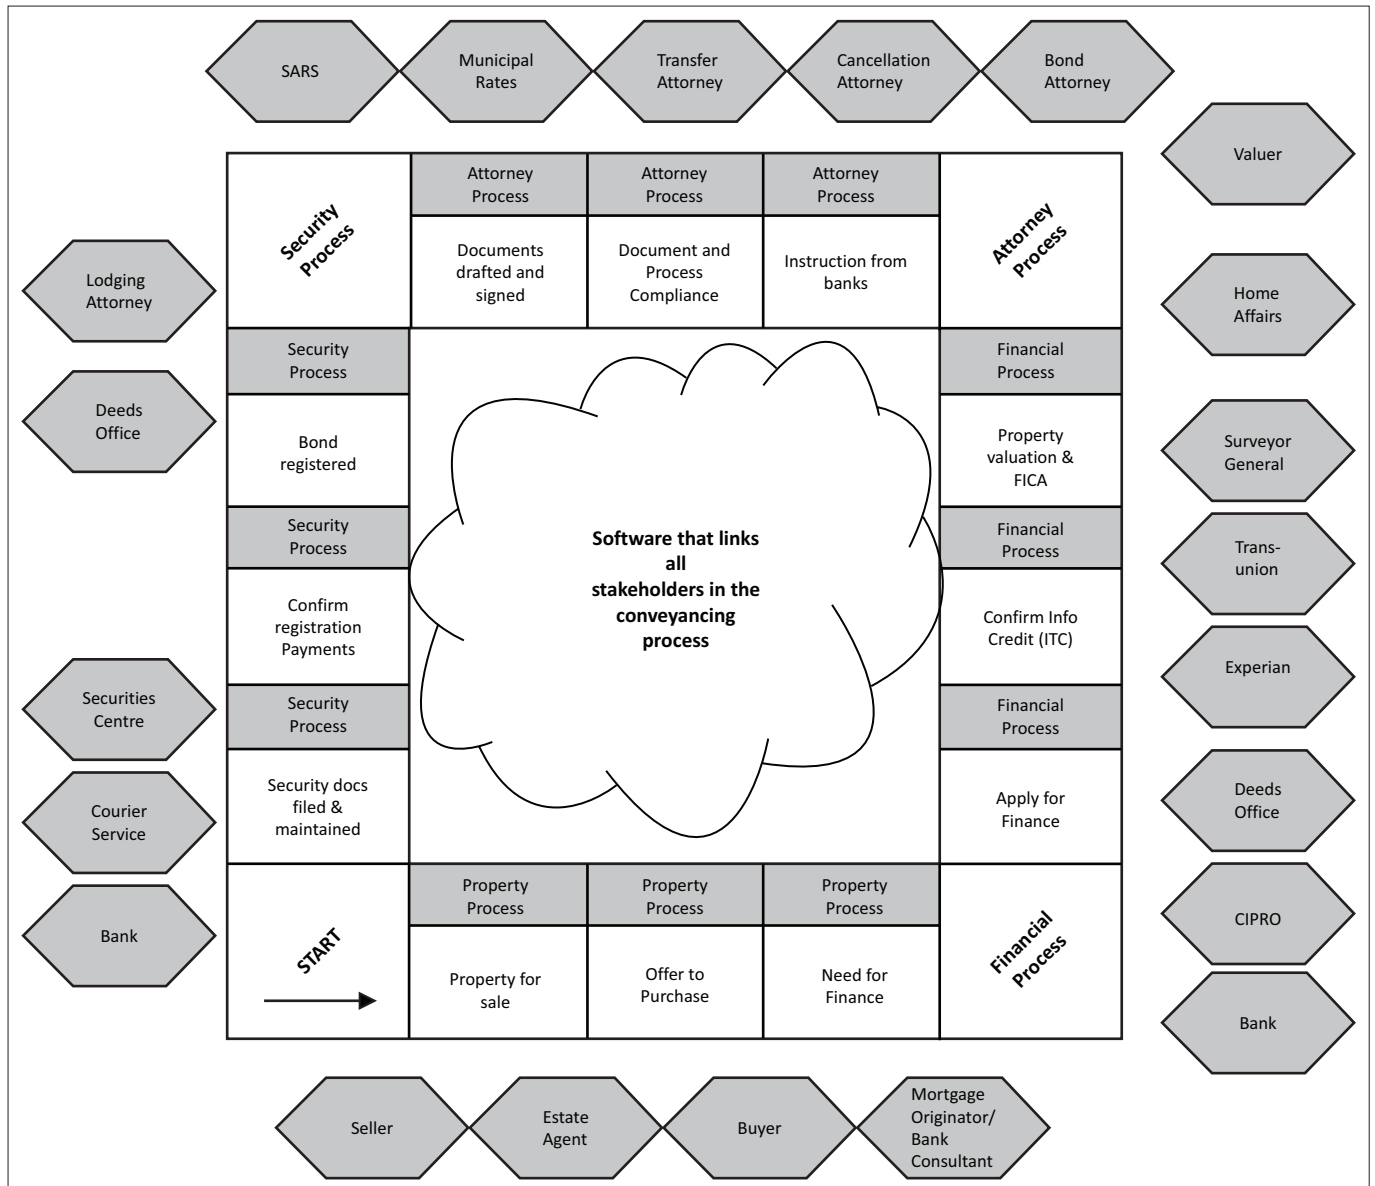 SARS
Municipal
Rates
Transfer
Attorney
Cancellation
Attorney
Bond
Attorney
Valuer
Home
Affairs
Surveyor
General
Trans-
union
Experian
Deeds
Office
CIPRO
Bank
Lodging
Attorney
Deeds
Office
Securities
Centre
Courier
Service
Bank
Security
Process
Attorney
Process
Documents
drafted and
signed
Attorney
Process
Document and
Process
Compliance
Attorney
Process
Instruction from
banks
Attorney
Process
Security
Process
Bond
registered
Security
Process
Confirm
registration
Payments
Security
Process
Security docs
filed &
maintained
Software that links
all
stakeholders in the
conveyancing
process
Financial
Process
Property
valuation &
FICA
Financial
Process
Confirm Info
Credit (ITC)
Financial
Process
Apply for
Finance
START
Property
Process
Property for
sale
Property
Process
Offer to
Purchase
Property
Process
Need for
Finance
Financial
Process
Seller
Estate
Agent
Buyer
Mortgage
Originator/
Bank
Consultant